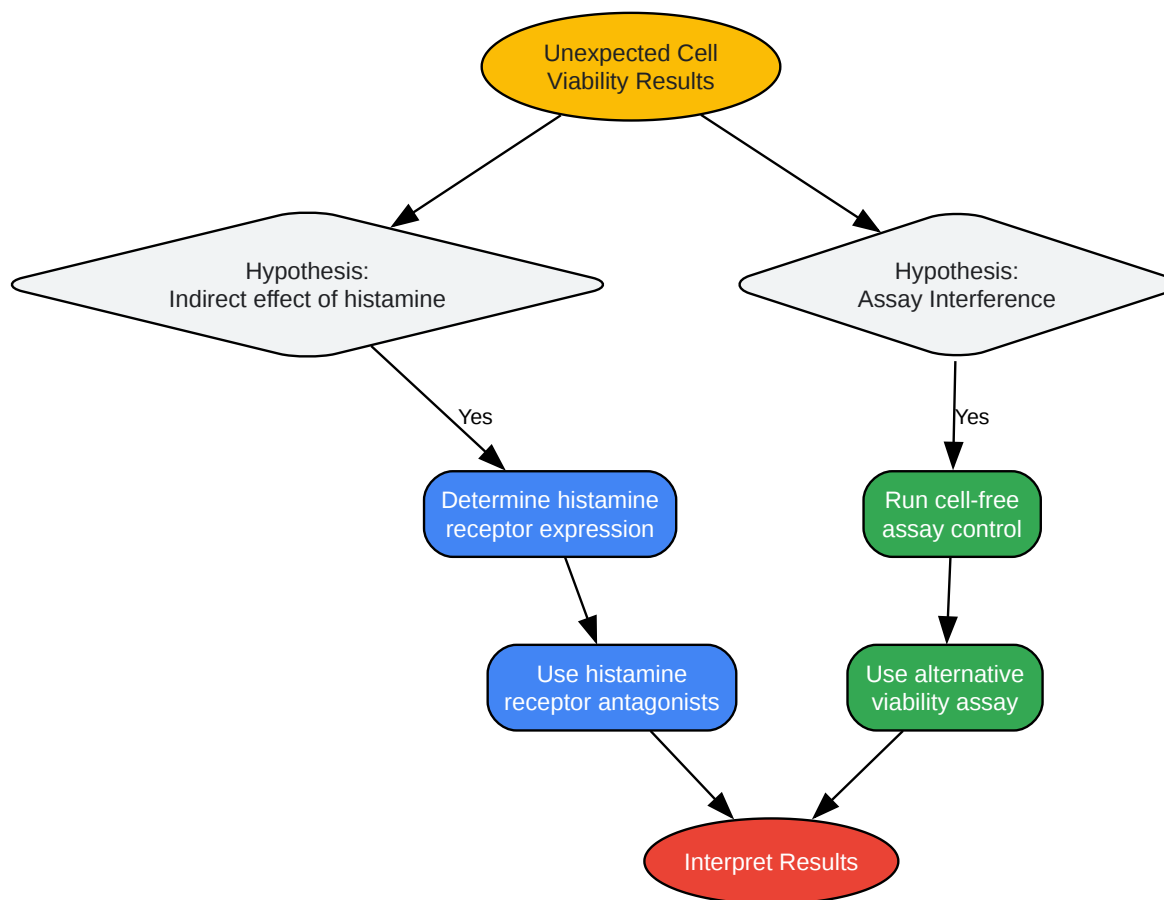 Unexpected Cell
Viability Results
Hypothesis:
Indirect effect of histamine
Hypothesis:
Assay Interference
Yes
Yes
Determine histamine
receptor expression
Run cell-free
assay control
Use histamine
receptor antagonists
Use alternative
viability assay
Interpret Results